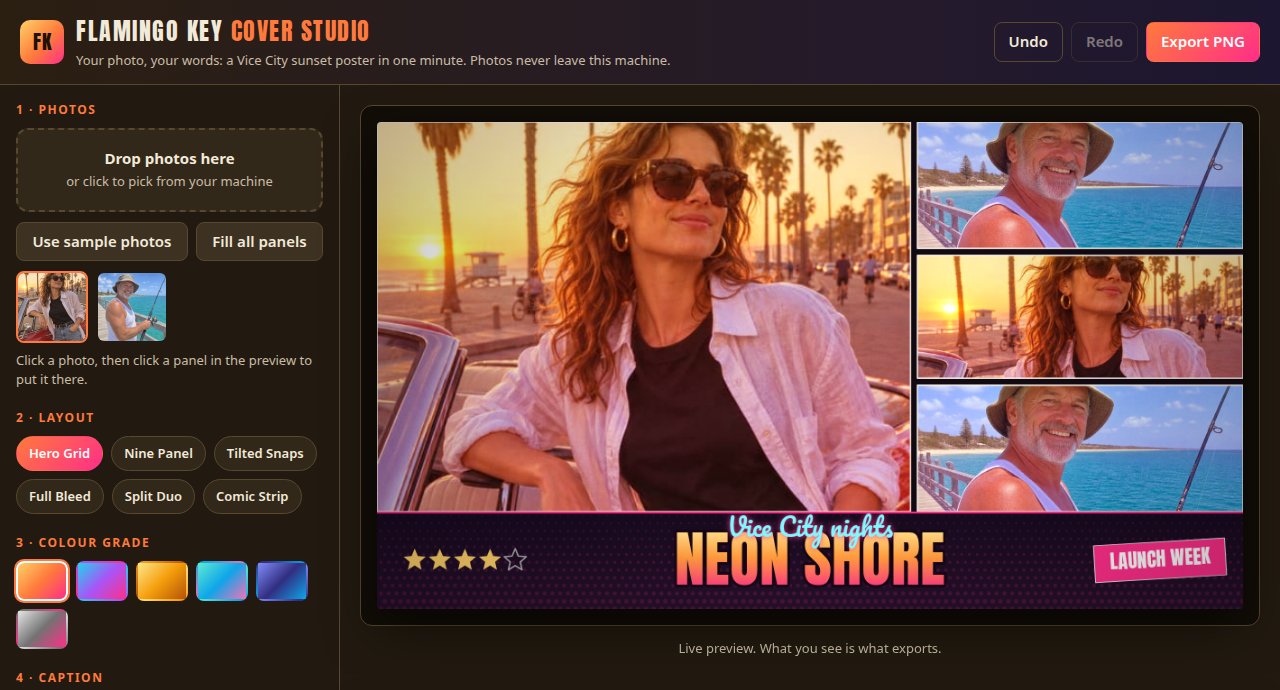 FK
FLAMINGO KEY COVER STUDIO
Your photo, your words: a Vice City sunset poster in one minute. Photos never leave this machine.
Undo
Redo
Export PNG
1 · PHOTOS
Drop photos here
or click to pick from your machine
Use sample photos
Fill all panels
Click a photo, then click a panel in the preview to
put it there.
2 · LAYOUT
Hero Grid
Nine Panel
Tilted Snaps
Full Bleed
Split Duo
Comic Strip
3 · COLOUR GRADE
4 · CAPTION
Vice City nights
NEON SHORE
LAUNCH WEEK
Live preview. What you see is what exports.